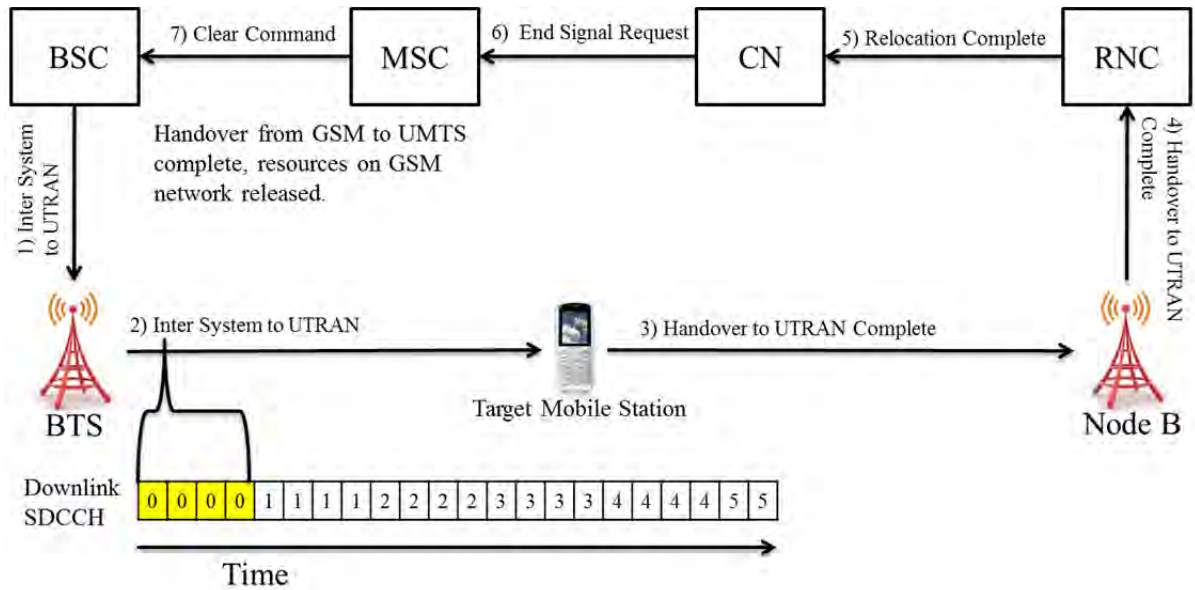 BSC
7) Clear Command
MSC
6) End Signal Request
CN
5) Relocation Complete
RNC
1) Inter System
to UTRAN
Handover from GSM to UMTS
complete, resources on GSM
network released.
4) Handover to UTRAN
Complete
2) Inter System to UTRAN
3) Handover to UTRAN Complete
BTS
Target Mobile Station
Node B
Downlink
SDCCH
0 0 0 0 1 1 1 1 2 2 2 2 3 3 3 3 4 4 4 4 5 5
Time